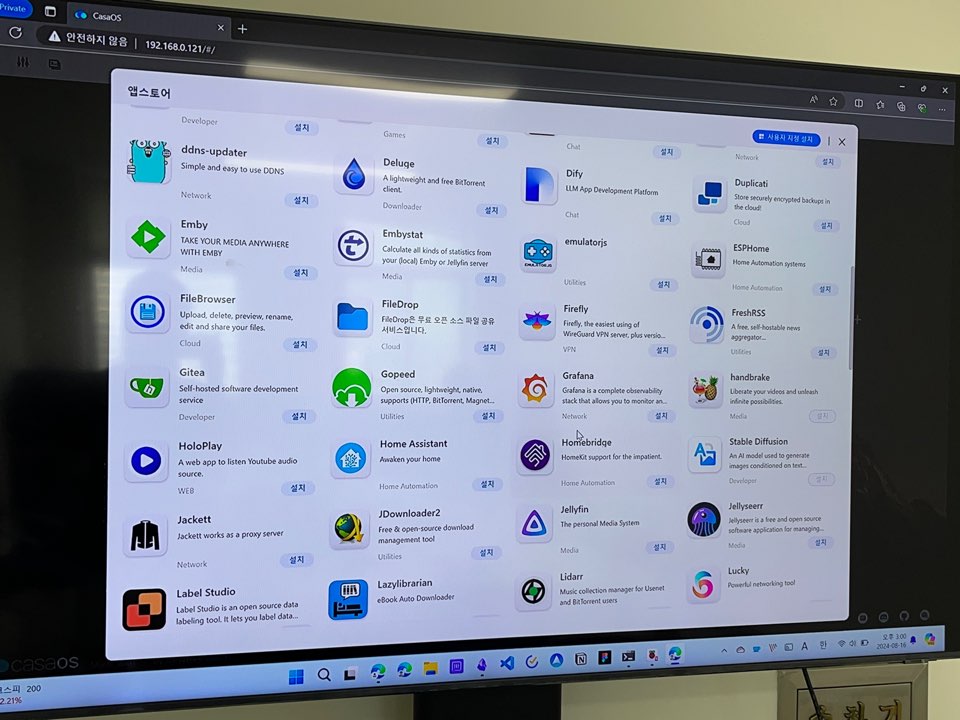 Private
CasaOS
안전하지 않음
192.168.0.121/#/
앱스토어
사용자 지정 설치
Developer
설치
Games
설치
Chat
설치
Network
설치
ddns-updater
Simple and easy to use DDNS
Network
설치
Deluge
A lightweight and free BitTorrent
client.
Downloader
설치
Dify
LLM App Development Platform
Chat
설치
Duplicati
Store securely encrypted backups in
the cloud!
Cloud
설치
Emby
TAKE YOUR MEDIA ANYWHERE
WITH EMBY
Media
설치
Embystat
Calculate all kinds of statistics from
your (local) Emby or Jellyfin server
Media
설치
EMULATORJS
emulatorjs
Utilities
설치
ESPHome
Home Automation systems
Home Automation
설치
FileBrowser
Upload, delete, preview, rename,
edit and share your files.
Cloud
설치
FileDrop
FileDrop은 무료 오픈 소스 파일 공유
서비스입니다.
Cloud
설치
Firefly
Firefly, the easiest using of
WireGuard VPN server, plus versio...
VPN
설치
FreshRSS
A free, self-hostable news
aggregator...
Utilities
설치
Gitea
Self-hosted software development
service
Developer
설치
Gopeed
Open source, lightweight, native,
supports (HTTP, BitTorrent, Magnet...
Utilities
설치
Grafana
Grafana is a complete observability
stack that allows you to monitor an...
Network
설치
handbrake
Liberate your videos and unleash
infinite possibilities.
Media
설치
HoloPlay
A web app to listen Youtube audio
source.
WEB
설치
Home Assistant
Awaken your home
Home Automation
설치
Homebridge
HomeKit support for the impatient.
Home Automation
설치
Stable Diffusion
An AI model used to generate
images conditioned on text...
Developer
설치
Jackett
Jackett works as a proxy server
Network
설치
JDownloader2
Free & open-source download
management tool
Utilities
설치
Jellyfin
The personal Media System
Media
설치
Jellyseerr
Jellyseerr is a free and open source
software application for managing...
Media
설치
Label Studio
Label Studio is an open source data
labeling tool. It lets you label data...
Lazylibrarian
eBook Auto Downloader
Lidarr
Music collection manager for Usenet
and BitTorrent users
Lucky
Powerful networking tool
CasaOS
200
2.21%
A
한
오후 3:00
2024-08-16